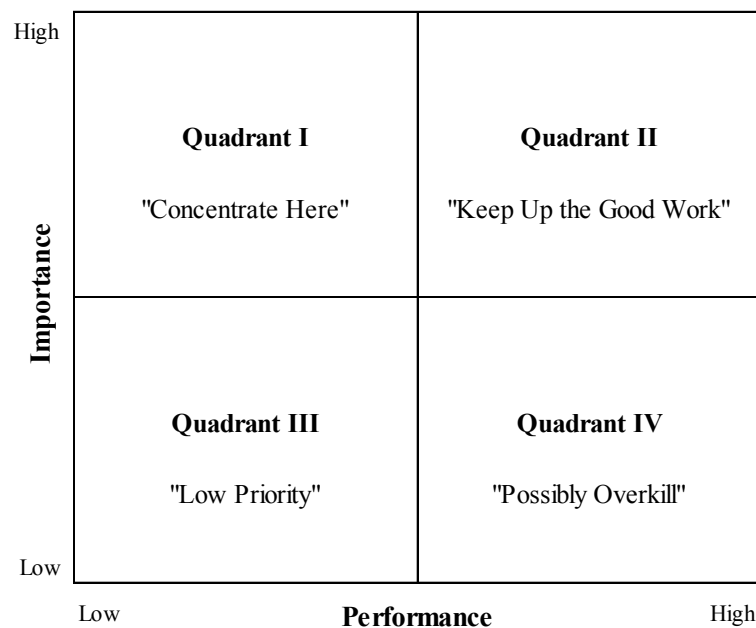 High
Quadrant I
Quadrant II
"Concentrate Here"
"Keep Up the Good Work"
Importance
Quadrant III
Quadrant IV
"Low Priority"
"Possibly Overkill"
Low
Low
Performance
High